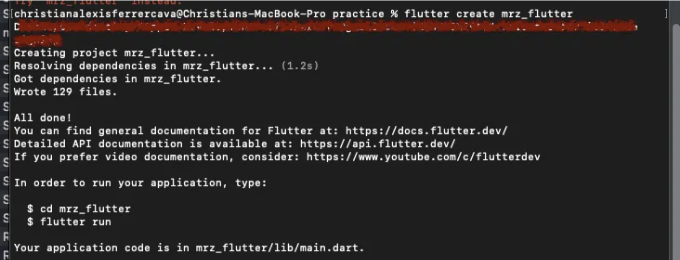 Try `mrz_flutter` instead.
christianalexisferrercava@Christians-MacBook-Pro practice % flutter create mrz_flutter
Creating project mrz_flutter...
Resolving dependencies in mrz_flutter... (1.2s)
Got dependencies in mrz_flutter.
Wrote 129 files.
All done!
You can find general documentation for Flutter at: https://docs.flutter.dev/
Detailed API documentation is available at: https://api.flutter.dev/
If you prefer video documentation, consider: https://www.youtube.com/c/flutterdev
In order to run your application, type:
$ cd mrz_flutter
$ flutter run
Your application code is in mrz_flutter/lib/main.dart.